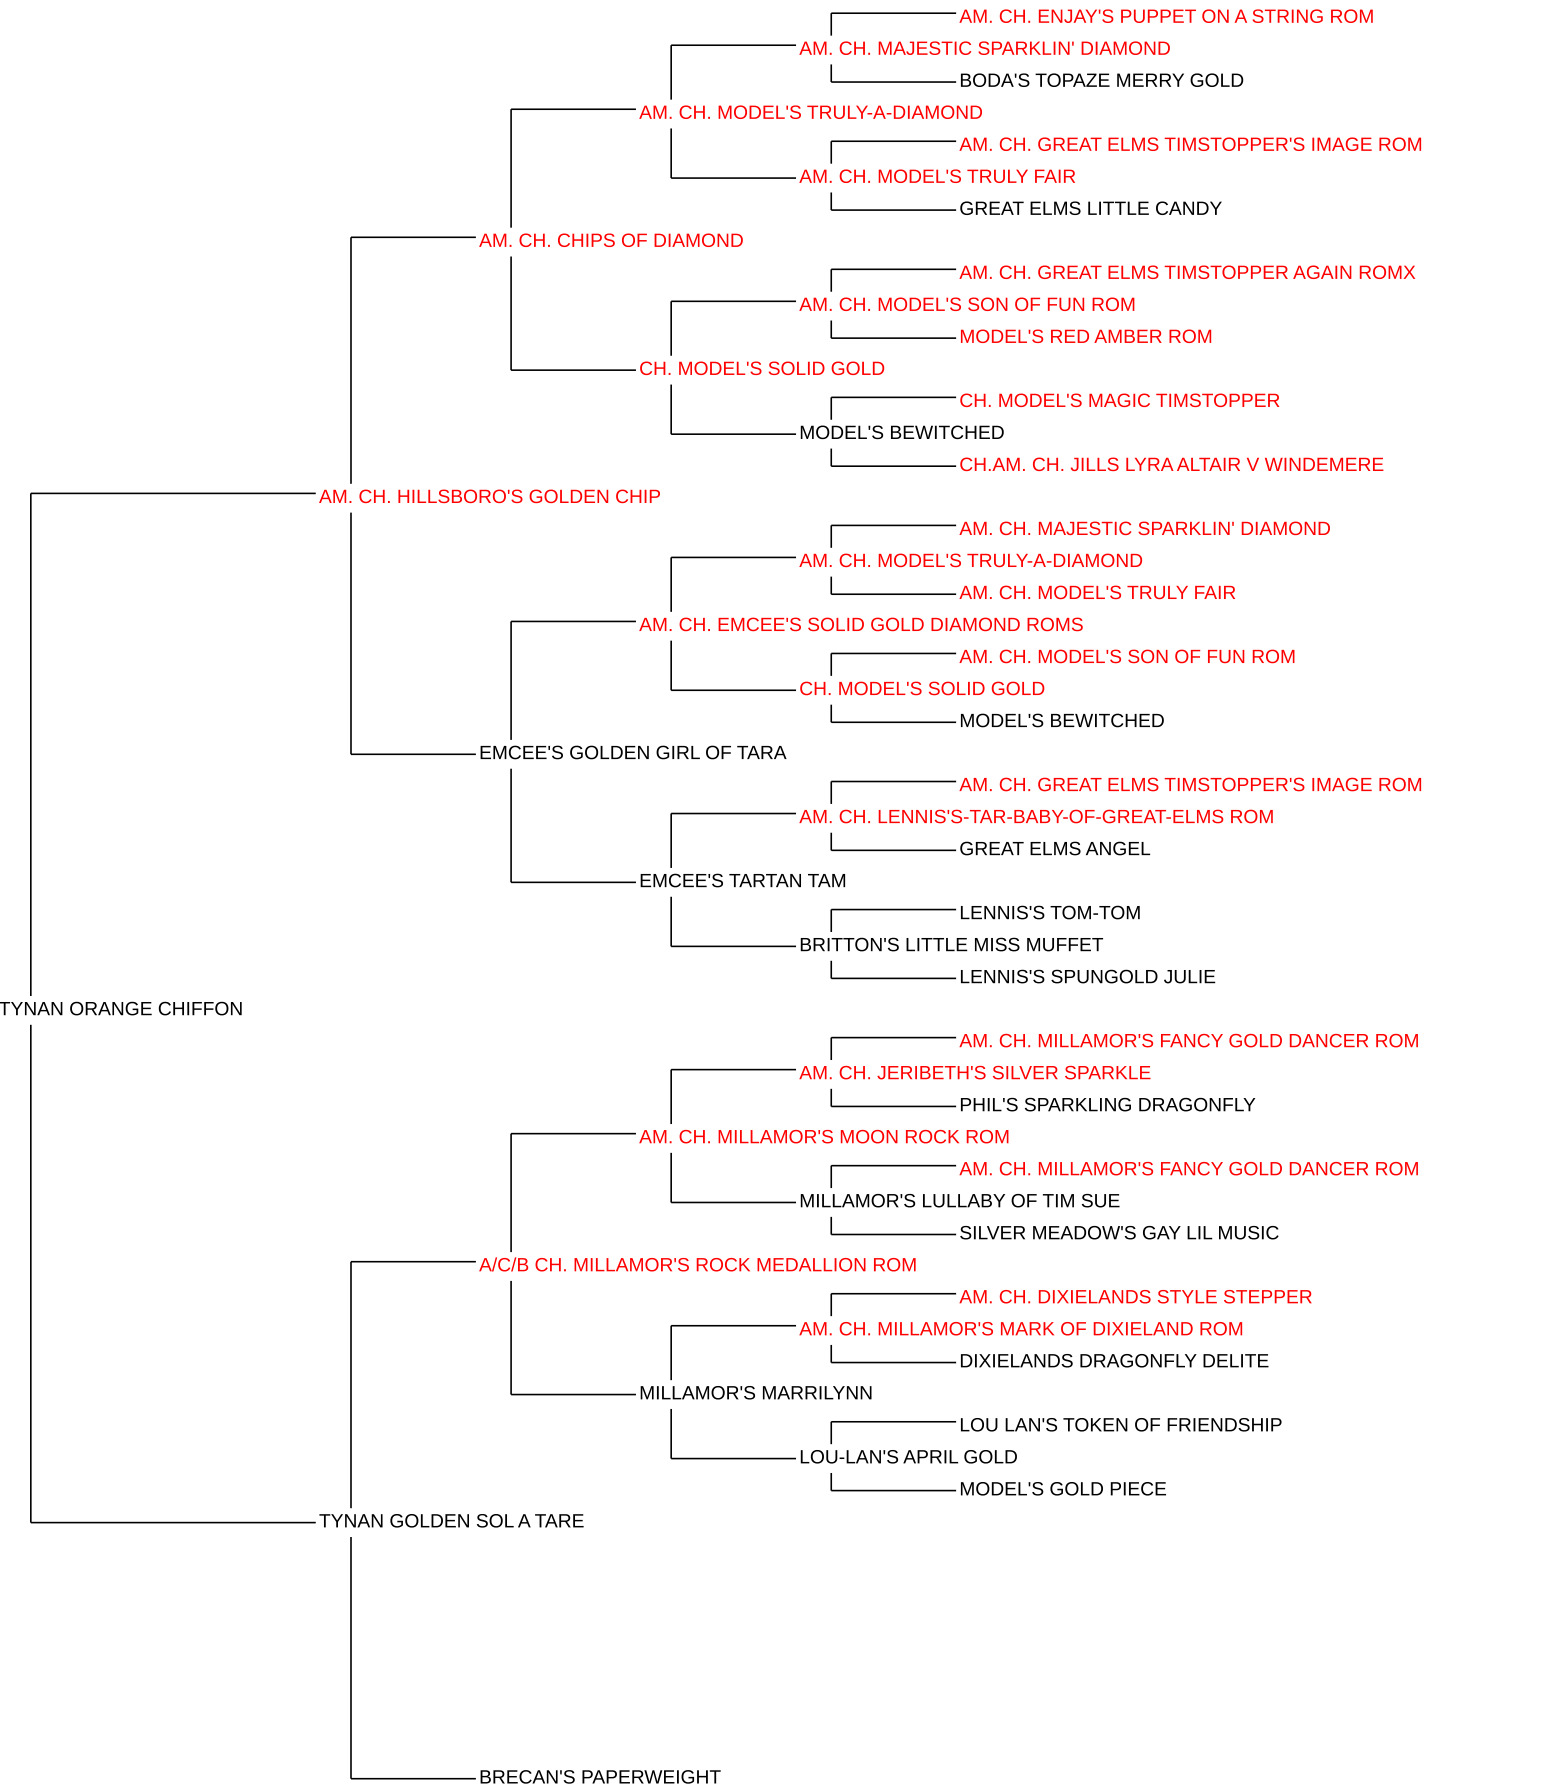 AM. CH. ENJAY'S PUPPET ON A STRING ROM
AM. CH. MAJESTIC SPARKLIN' DIAMOND
BODA'S TOPAZE MERRY GOLD
AM. CH. MODEL'S TRULY-A-DIAMOND
AM. CH. GREAT ELMS TIMSTOPPER'S IMAGE ROM
AM. CH. MODEL'S TRULY FAIR
GREAT ELMS LITTLE CANDY
AM. CH. CHIPS OF DIAMOND
AM. CH. GREAT ELMS TIMSTOPPER AGAIN ROMX
AM. CH. MODEL'S SON OF FUN ROM
MODEL'S RED AMBER ROM
CH. MODEL'S SOLID GOLD
CH. MODEL'S MAGIC TIMSTOPPER
MODEL'S BEWITCHED
CH.AM. CH. JILLS LYRA ALTAIR V WINDEMERE
AM. CH. HILLSBORO'S GOLDEN CHIP
AM. CH. MAJESTIC SPARKLIN' DIAMOND
AM. CH. MODEL'S TRULY-A-DIAMOND
AM. CH. MODEL'S TRULY FAIR
AM. CH. EMCEE'S SOLID GOLD DIAMOND ROMS
AM. CH. MODEL'S SON OF FUN ROM
CH. MODEL'S SOLID GOLD
MODEL'S BEWITCHED
EMCEE'S GOLDEN GIRL OF TARA
AM. CH. GREAT ELMS TIMSTOPPER'S IMAGE ROM
AM. CH. LENNIS'S-TAR-BABY-OF-GREAT-ELMS ROM
GREAT ELMS ANGEL
EMCEE'S TARTAN TAM
LENNIS'S TOM-TOM
BRITTON'S LITTLE MISS MUFFET
LENNIS'S SPUNGOLD JULIE
TYNAN ORANGE CHIFFON
AM. CH. MILLAMOR'S FANCY GOLD DANCER ROM
AM. CH. JERIBETH'S SILVER SPARKLE
PHIL'S SPARKLING DRAGONFLY
AM. CH. MILLAMOR'S MOON ROCK ROM
AM. CH. MILLAMOR'S FANCY GOLD DANCER ROM
MILLAMOR'S LULLABY OF TIM SUE
SILVER MEADOW'S GAY LIL MUSIC
A/C/B CH. MILLAMOR'S ROCK MEDALLION ROM
AM. CH. DIXIELANDS STYLE STEPPER
AM. CH. MILLAMOR'S MARK OF DIXIELAND ROM
DIXIELANDS DRAGONFLY DELITE
MILLAMOR'S MARRILYNN
LOU LAN'S TOKEN OF FRIENDSHIP
LOU-LAN'S APRIL GOLD
MODEL'S GOLD PIECE
TYNAN GOLDEN SOL A TARE
BRECAN'S PAPERWEIGHT